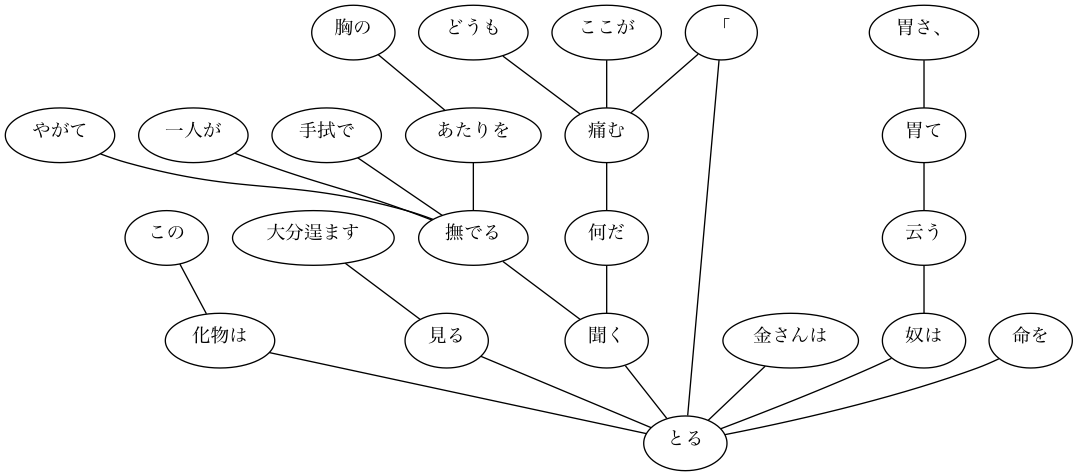 胸の どうも ここが 「 胃さ、
やがて 一人が 手拭で あたりを 痛む 胃て
この 大分逞ます 撫でる 何だ 云う
化物は 見る 聞く 金さんは 奴は 命を
とる